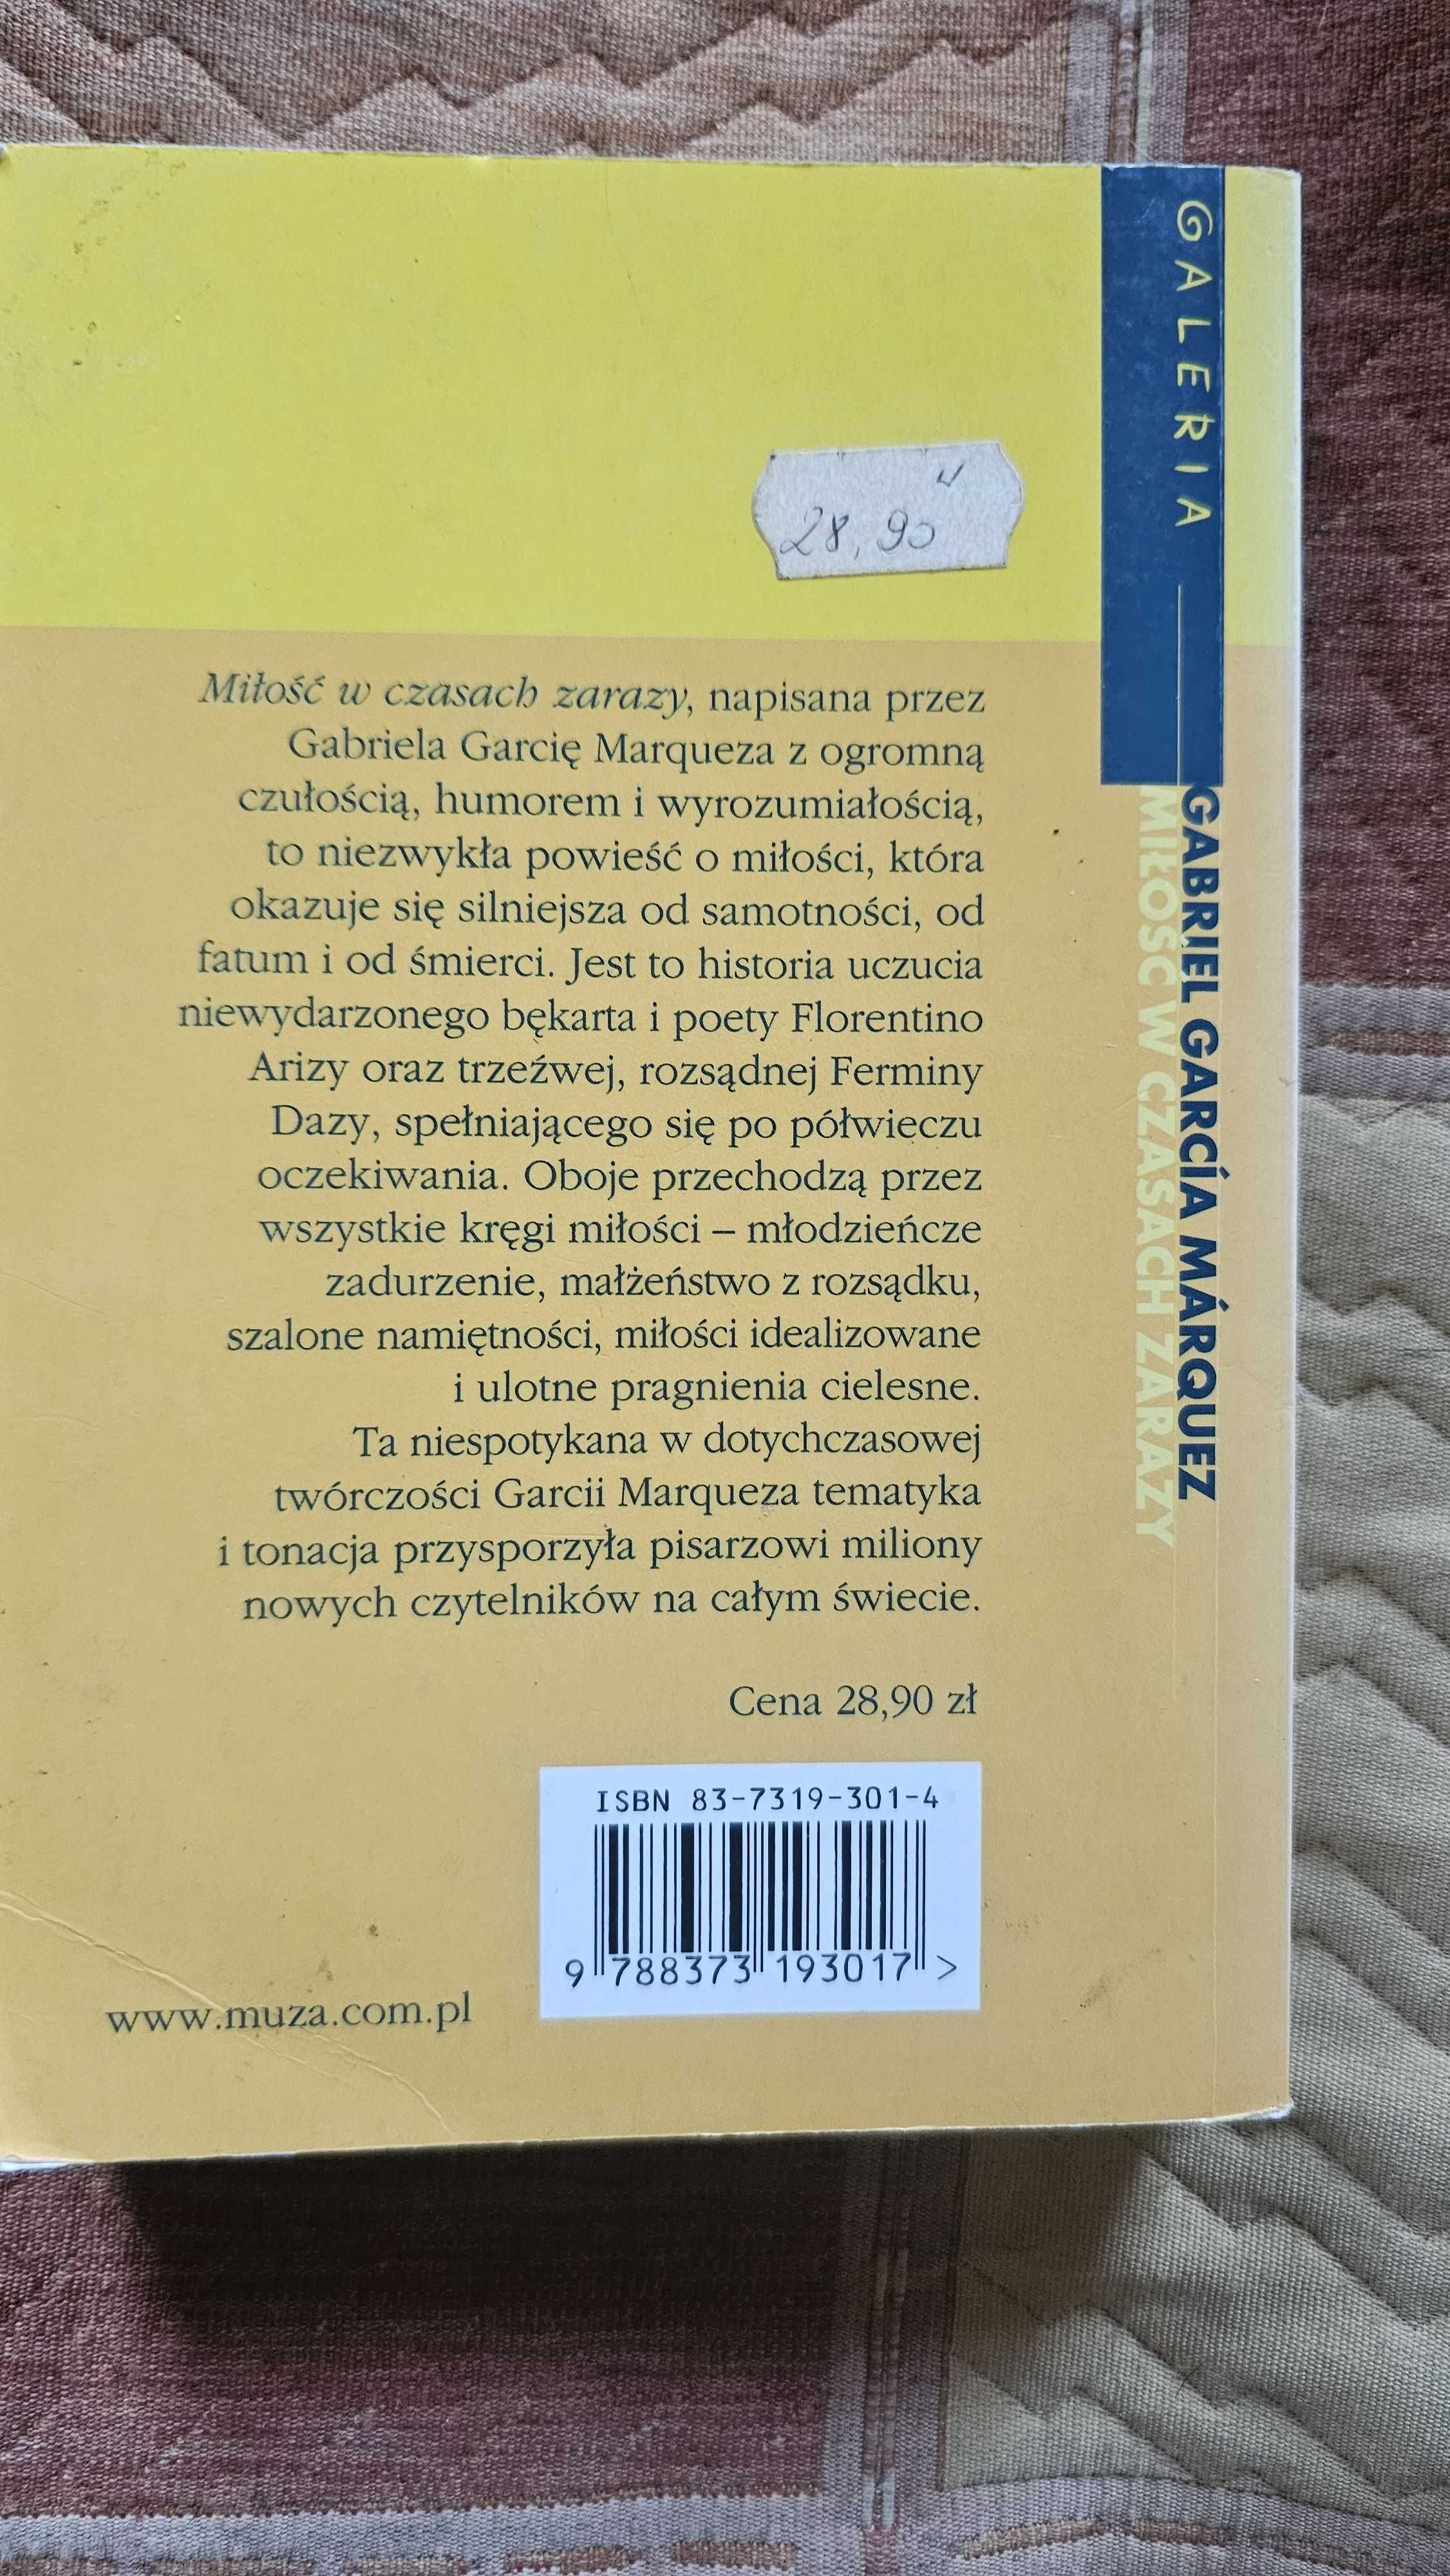 GALERIA
GABRIEL GARCÍA MÁRQUEZ
MIŁOŚĆ W CZASACH ZARAZY
28,90
Miłość w czasach zarazy, napisana przez
Gabriela Garcię Marqueza z ogromną
czułością, humorem i wyrozumiałością,
to niezwykła powieść o miłości, która
okazuje się silniejsza od samotności, od
fatum i od śmierci. Jest to historia uczucia
niewydarzonego bękarta i poety Florentino
Arizy oraz trzeźwej, rozsądnej Ferminy
Dazy, spełniającego się po półwieczu
oczekiwania. Oboje przechodzą przez
wszystkie kręgi miłości – młodzieńcze
zadurzenie, małżeństwo z rozsądku,
szalone namiętności, miłości idealizowane
i ulotne pragnienia cielesne.
Ta niespotykana w dotychczasowej
twórczości Garcii Marqueza tematyka
i tonacja przysporzyła pisarzowi miliony
nowych czytelników na całym świecie.
Cena 28,90 zł
ISBN 83-7319-301-4
9 788373 193017 >
www.muza.com.pl